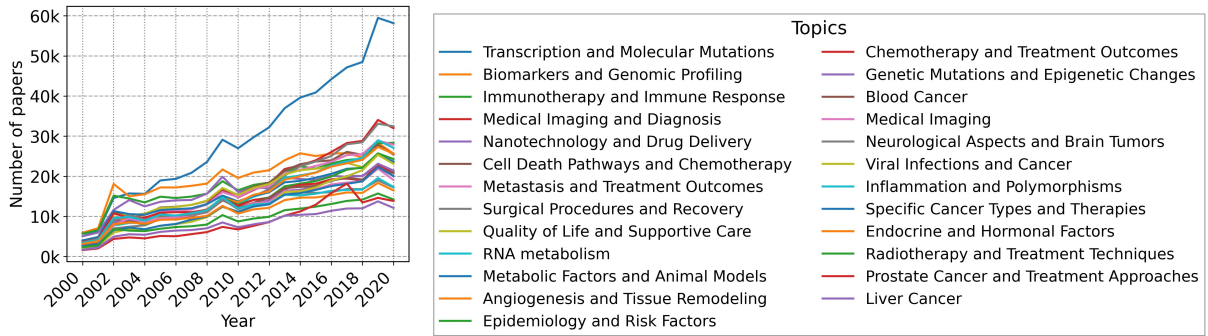 60k
50k
40k
30k
20k
10k
0k
Number of papers
2000
2002
2004
2006
2008
2010
2012
2014
2016
2018
2020
Year
Topics
Transcription and Molecular Mutations
Biomarkers and Genomic Profiling
Immunotherapy and Immune Response
Medical Imaging and Diagnosis
Nanotechnology and Drug Delivery
Cell Death Pathways and Chemotherapy
Metastasis and Treatment Outcomes
Surgical Procedures and Recovery
Quality of Life and Supportive Care
RNA metabolism
Metabolic Factors and Animal Models
Angiogenesis and Tissue Remodeling
Epidemiology and Risk Factors
Chemotherapy and Treatment Outcomes
Genetic Mutations and Epigenetic Changes
Blood Cancer
Medical Imaging
Neurological Aspects and Brain Tumors
Viral Infections and Cancer
Inflammation and Polymorphisms
Specific Cancer Types and Therapies
Endocrine and Hormonal Factors
Radiotherapy and Treatment Techniques
Prostate Cancer and Treatment Approaches
Liver Cancer